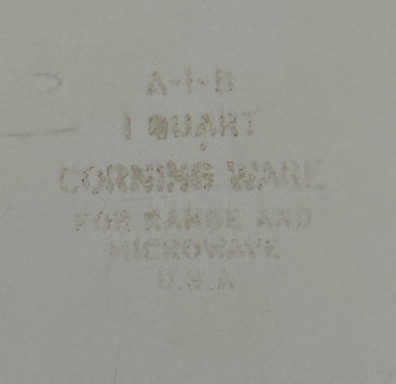 A-1-B
1 QUART
CORNING WARE
FOR RANGE AND
MICROWAVE
U.S.A